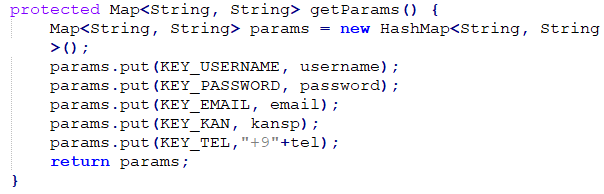 protected Map<String, String> getParams() {
Map<String, String> params = new HashMap<String, String
>();
params.put(KEY_USERNAME, username);
params.put(KEY_PASSWORD, password);
params.put(KEY_EMAIL, email);
params.put(KEY_KAN, kansp);
params.put(KEY_TEL,"+9"+tel);
return params;
}